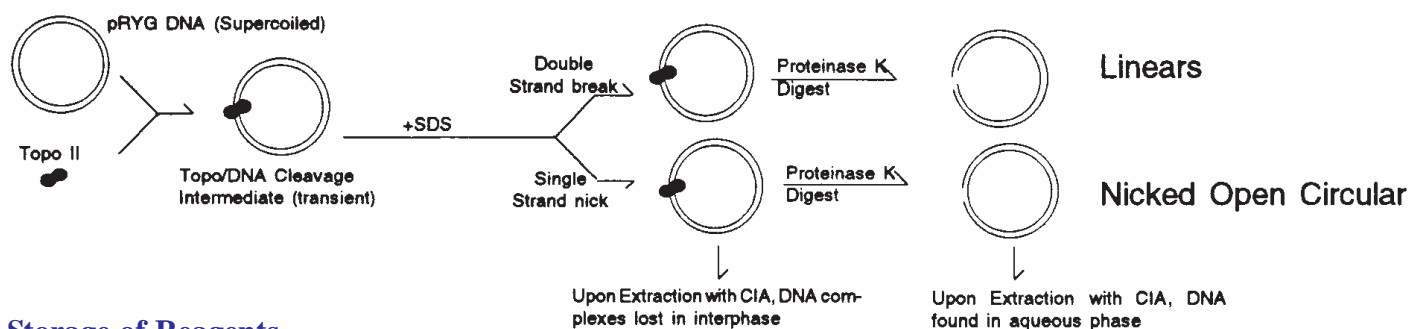 pRYG DNA (Supercoiled)
Topo II
Topo/DNA Cleavage
Intermediate (transient)
+SDS
Double
Strand break
Single
Strand nick
Proteinase K
Digest
Linears
Proteinase K
Digest
Nicked Open Circular
Upon Extraction with CIA, DNA com-
plexes lost in interphase
Upon Extraction with CIA, DNA
found in aqueous phase
Storage of Reagents